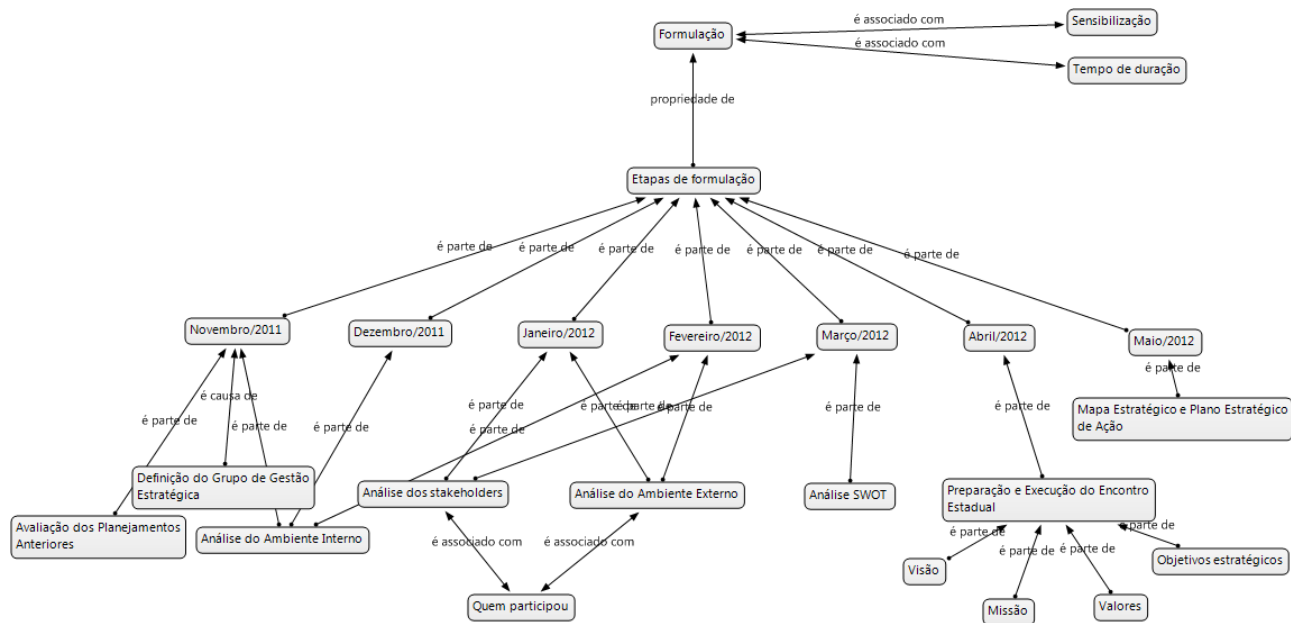 é associado com
Sensibilização
Formulação
é associado com
Tempo de duração
propriedade de
Etapas de formulação
é parte de
é parte de
é parte de
é parte de
é parte de
é parte de
é parte de
Novembro/2011
Dezembro/2011
Janeiro/2012
Fevereiro/2012
Março/2012
Abril/2012
Maio/2012
é parte de
é causa de
é parte de
é parte de
é parte de
é parte de
é parte de
é parte de
é parte de
é parte de
é parte de
é parte de
Mapa Estratégico e Plano Estratégico
de Ação
Definição do Grupo de Gestão
Estratégica
Análise dos stakeholders
Análise do Ambiente Externo
Análise SWOT
Preparação e Execução do Encontro
Estadual
Avaliação dos Planejamentos
Anteriores
Análise do Ambiente Interno
é associado com
é associado com
é parte de
é parte de
é parte de
é parte de
Visão
Objetivos estratégicos
Quem participou
Missão
Valores